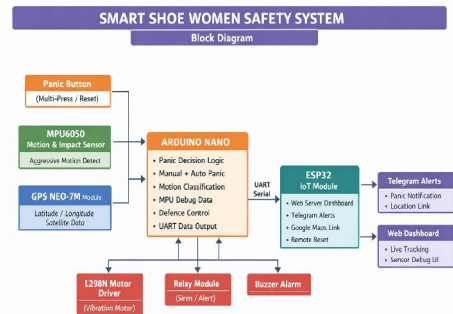 SMART SHOE WOMEN SAFETY SYSTEM
Block Diagram
Panic Button
(Multi-Press / Reset)
MPU6050
Motion & Impact Sensor
Aggressive Motion Detect
GPS NEO-7M Module
Latitude / Longitude
Satellite Data
ARDUINO NANO
• Panic Decision Logic
• Manual + Auto Panic
• Motion Classification
• MPU Debug Data
• Defence Control
• UART Data Output
UART
Serial
ESP32
IoT Module
• Web Server Dashboard
• Telegram Alerts
• Google Maps Link
• Remote Reset
Telegram Alerts
• Panic Notification
• Location Link
Web Dashboard
• Live Tracking
• Sensor Debug UI
L298N Motor
Driver
(Vibration Motor)
Relay Module
(Siren / Alert)
Buzzer Alarm